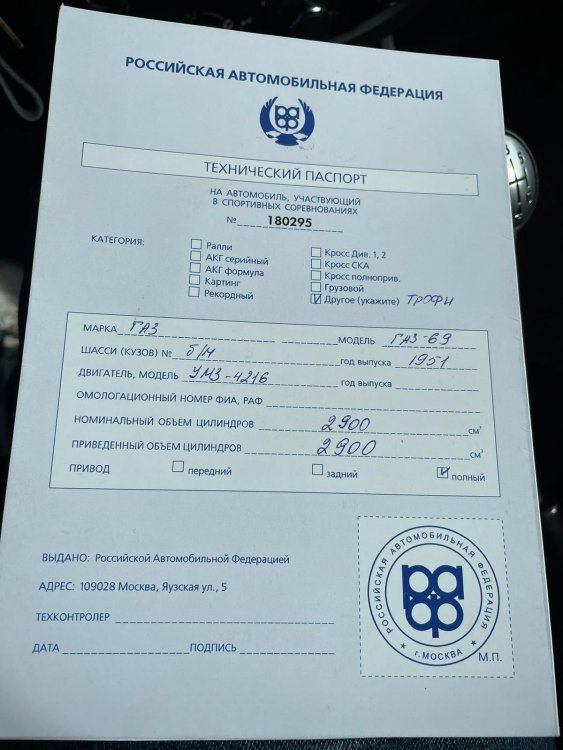 РОССИЙСКАЯ АВТОМОБИЛЬНАЯ ФЕДЕРАЦИЯ
раф
ТЕХНИЧЕСКИЙ ПАСПОРТ
НА АВТОМОБИЛЬ, УЧАСТВУЮЩИЙ
В СПОРТИВНЫХ СОРЕВНОВАНИЯХ
№ 180295
КАТЕГОРИЯ:
Ралли
АКГ серийный
АКГ формула
Картинг
Рекордный
Кросс Див. 1, 2
Кросс СКА
Кросс полноприв.
Грузовой
Другое (укажите) ТРОФИ
МАРКА ГАЗ МОДЕЛЬ ГАЗ-69
ШАССИ (КУЗОВ) № б/н год выпуска 1951
ДВИГАТЕЛЬ, МОДЕЛЬ УМЗ-4216 год выпуска
ОМОЛОГАЦИОННЫЙ НОМЕР ФИА, РАФ
НОМИНАЛЬНЫЙ ОБЪЕМ ЦИЛИНДРОВ 2900 см³
ПРИВЕДЕННЫЙ ОБЪЕМ ЦИЛИНДРОВ 2900 см³
ПРИВОД передний задний полный
ВЫДАНО: Российской Автомобильной Федерацией
АДРЕС: 109028 Москва, Яузская ул., 5
ТЕХКОНТРОЛЕР
ДАТА ПОДПИСЬ
РОССИЙСКАЯ АВТОМОБИЛЬНАЯ ФЕДЕРАЦИЯ
раф
г. МОСКВА
М.П.